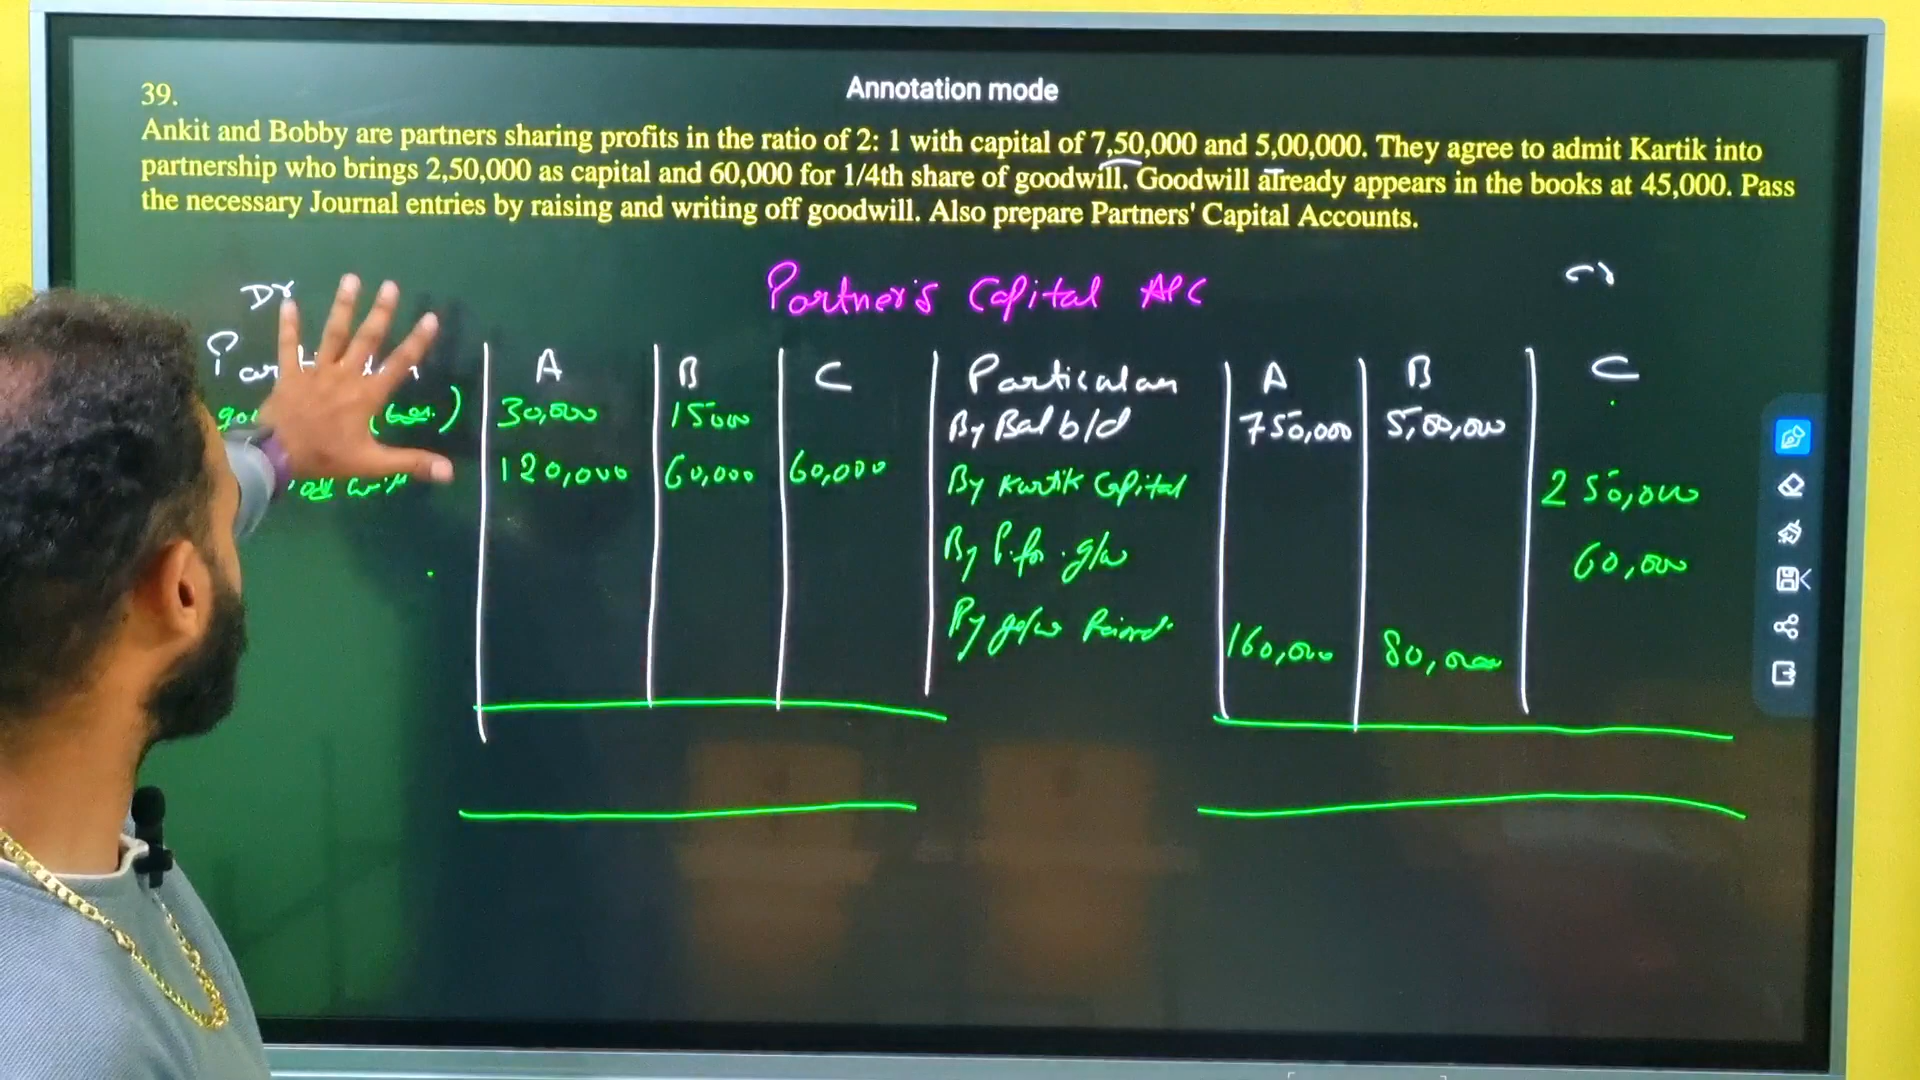 Annotation mode
39.
Ankit and Bobby are partners sharing profits in the ratio of 2: 1 with capital of 7,50,000 and 5,00,000. They agree to admit Kartik into
partnership who brings 2,50,000 as capital and 60,000 for 1/4th share of goodwill. Goodwill already appears in the books at 45,000. Pass
the necessary Journal entries by raising and writing off goodwill. Also prepare Partners' Capital Accounts.
Dr Partner's Capital A/C
A B C Particulars A B C
30,000 15000 By Bal b/d 750,000 5,00,000
120,000 60,000 60,000 By Kartik Capital 250,000
By P. for g/w 60,000
By g/w 160,000 80,000